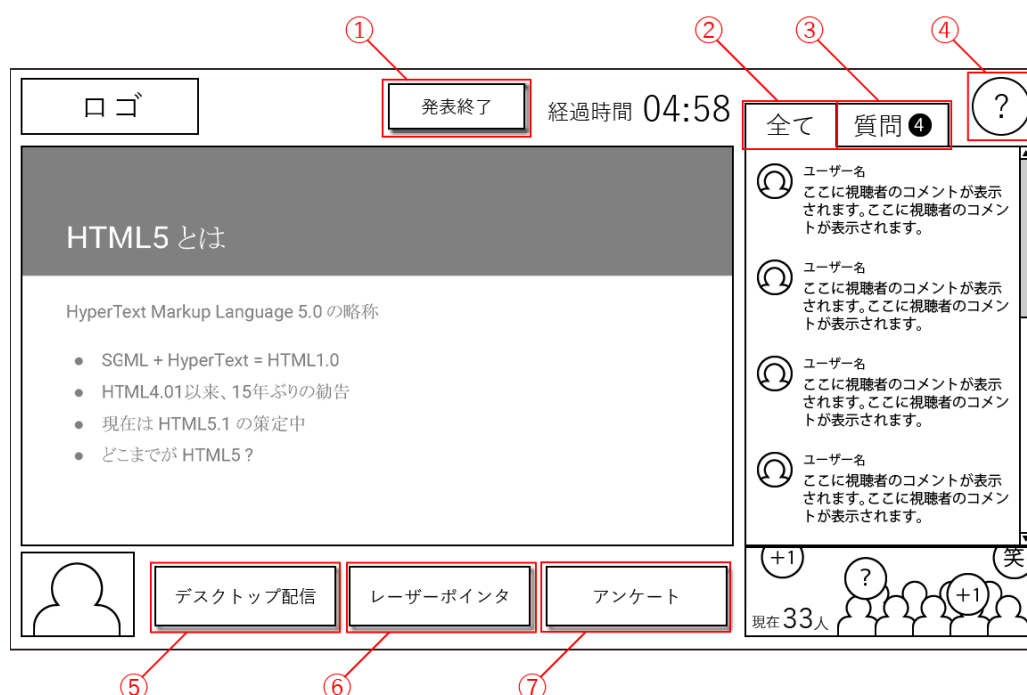 ① ② ③ ④
ロゴ
発表終了
経過時間 04:58
全て
質問 4
?
HTML5 とは
HyperText Markup Language 5.0 の略称
● SGML + HyperText = HTML1.0
● HTML4.01以来、15年ぶりの勧告
● 現在は HTML5.1 の策定中
● どこまでが HTML5 ?
ユーザー名
ここに視聴者のコメントが表示
されます。ここに視聴者のコメン
トが表示されます。
ユーザー名
ここに視聴者のコメントが表示
されます。ここに視聴者のコメン
トが表示されます。
ユーザー名
ここに視聴者のコメントが表示
されます。ここに視聴者のコメン
トが表示されます。
ユーザー名
ここに視聴者のコメントが表示
されます。ここに視聴者のコメン
トが表示されます。
デスクトップ配信
レーザーポインタ
アンケート
+1
笑
?
+1
現在 33人
⑤ ⑥ ⑦